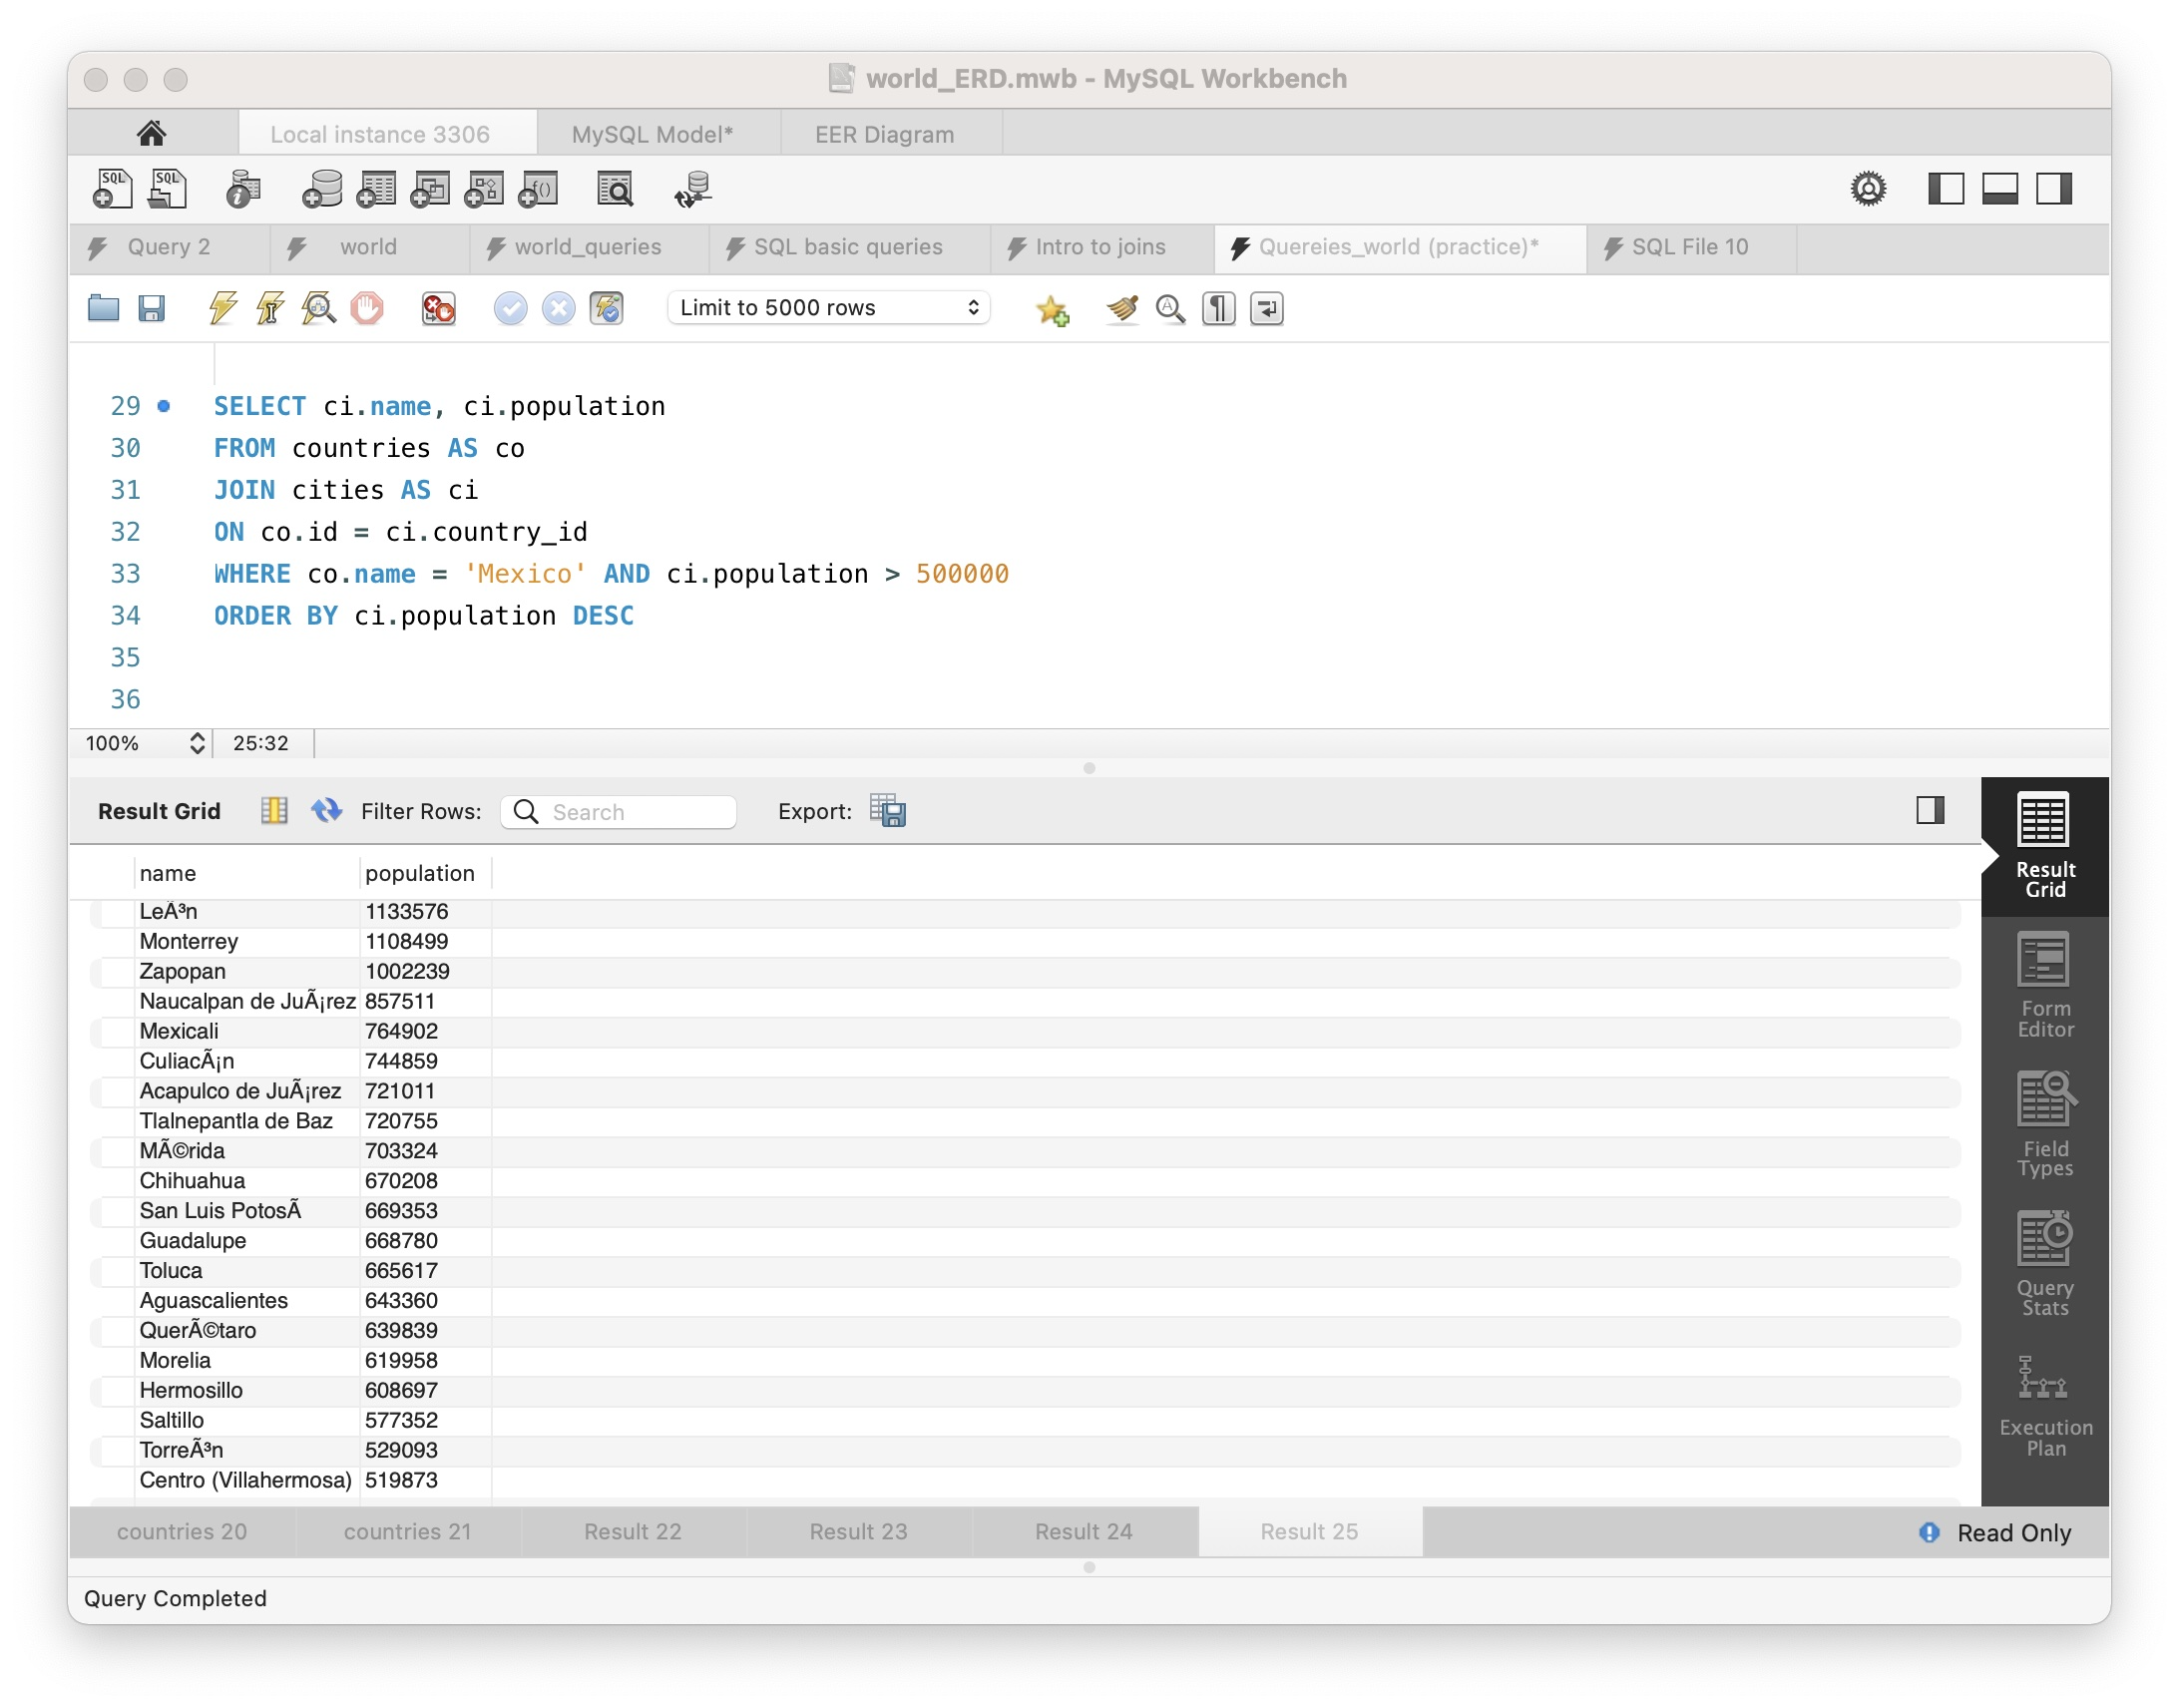 world_ERD.mwb - MySQL Workbench
Local instance 3306 MySQL Model* EER Diagram
SQL SQL i f()
Query 2 world world_queries SQL basic queries Intro to joins Quereies_world (practice)* SQL File 10
Limit to 5000 rows
29 SELECT ci.name, ci.population
30 FROM countries AS co
31 JOIN cities AS ci
32 ON co.id = ci.country_id
33 WHERE co.name = 'Mexico' AND ci.population > 500000
34 ORDER BY ci.population DESC
35
36
100% 25:32
Result Grid Filter Rows: Search Export:
name population
LeÃ³n 1133576
Monterrey 1108499
Zapopan 1002239
Naucalpan de JuÃ¡rez 857511
Mexicali 764902
CuliacÃ¡n 744859
Acapulco de JuÃ¡rez 721011
Tlalnepantla de Baz 720755
MÃ©rida 703324
Chihuahua 670208
San Luis PotosÃ 669353
Guadalupe 668780
Toluca 665617
Aguascalientes 643360
QuerÃ©taro 639839
Morelia 619958
Hermosillo 608697
Saltillo 577352
TorreÃ³n 529093
Centro (Villahermosa) 519873
Result
Grid
Form
Editor
Field
Types
Query
Stats
Execution
Plan
countries 20 countries 21 Result 22 Result 23 Result 24 Result 25 Read Only
Query Completed